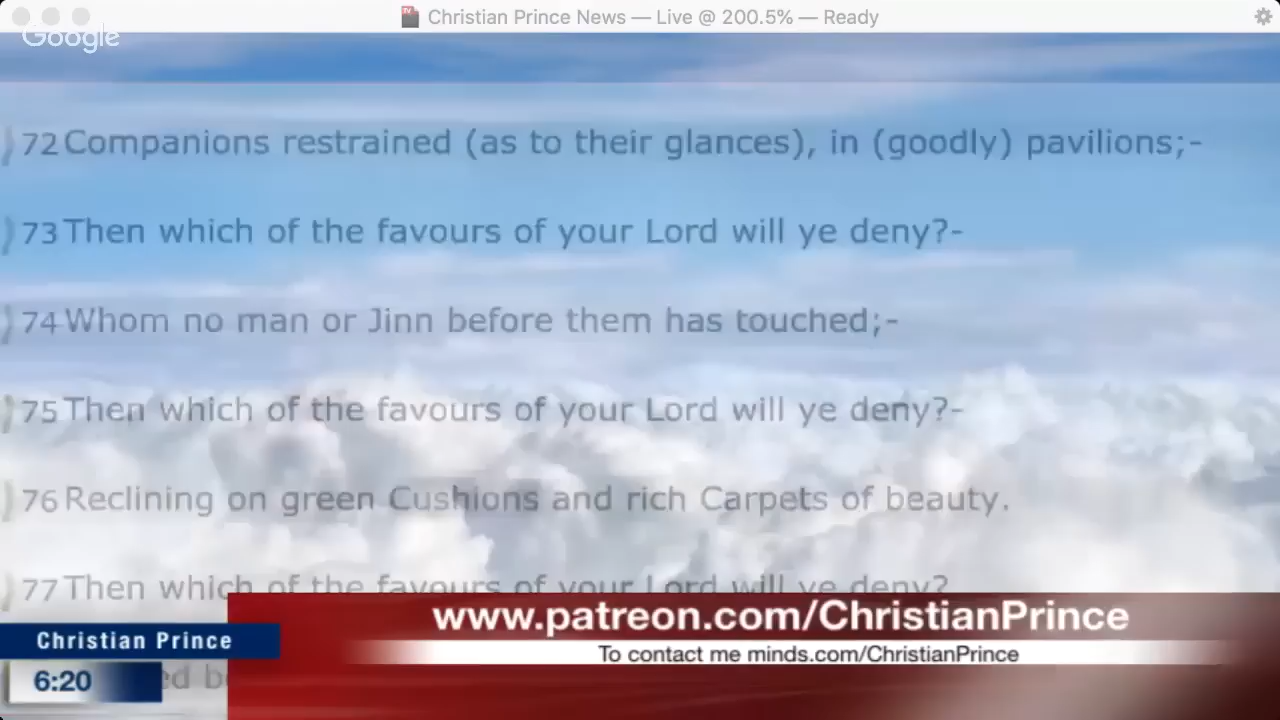 Christian Prince News — Live @ 200.5% — Ready
Google
72 Companions restrained (as to their glances), in (goodly) pavilions;-
73 Then which of the favours of your Lord will ye deny?-
74 Whom no man or Jinn before them has touched;-
75 Then which of the favours of your Lord will ye deny?-
76 Reclining on green Cushions and rich Carpets of beauty.
77 Then which of the favours of your Lord will ye deny?
www.patreon.com/ChristianPrince
Christian Prince
To contact me minds.com/ChristianPrince
6:20